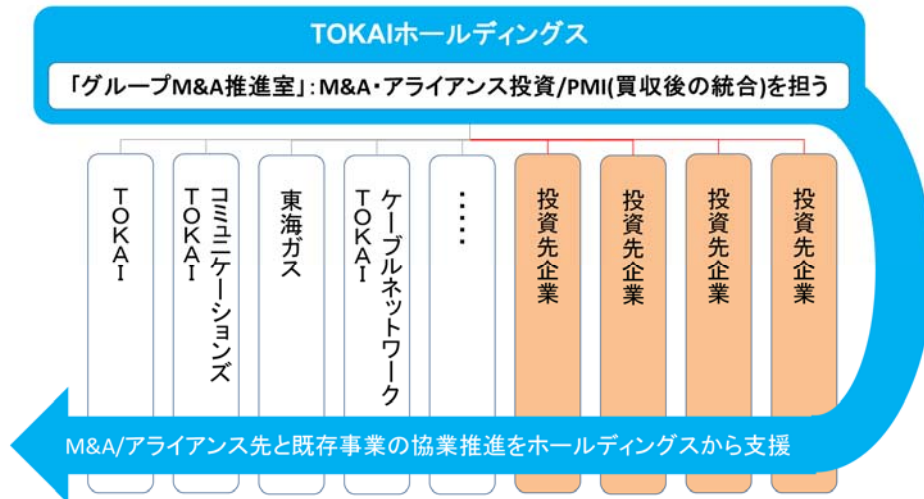 TOKAIホールディングス
「グループM&A推進室」：M&A・アライアンス投資/PMI(買収後の統合)を担う
TOKAI
TOKAI
コミュニケーションズ
東海ガス
TOKAI
ケーブルネットワーク
・・・・・
投資先企業
投資先企業
投資先企業
投資先企業
M&A/アライアンス先と既存事業の協業推進をホールディングスから支援